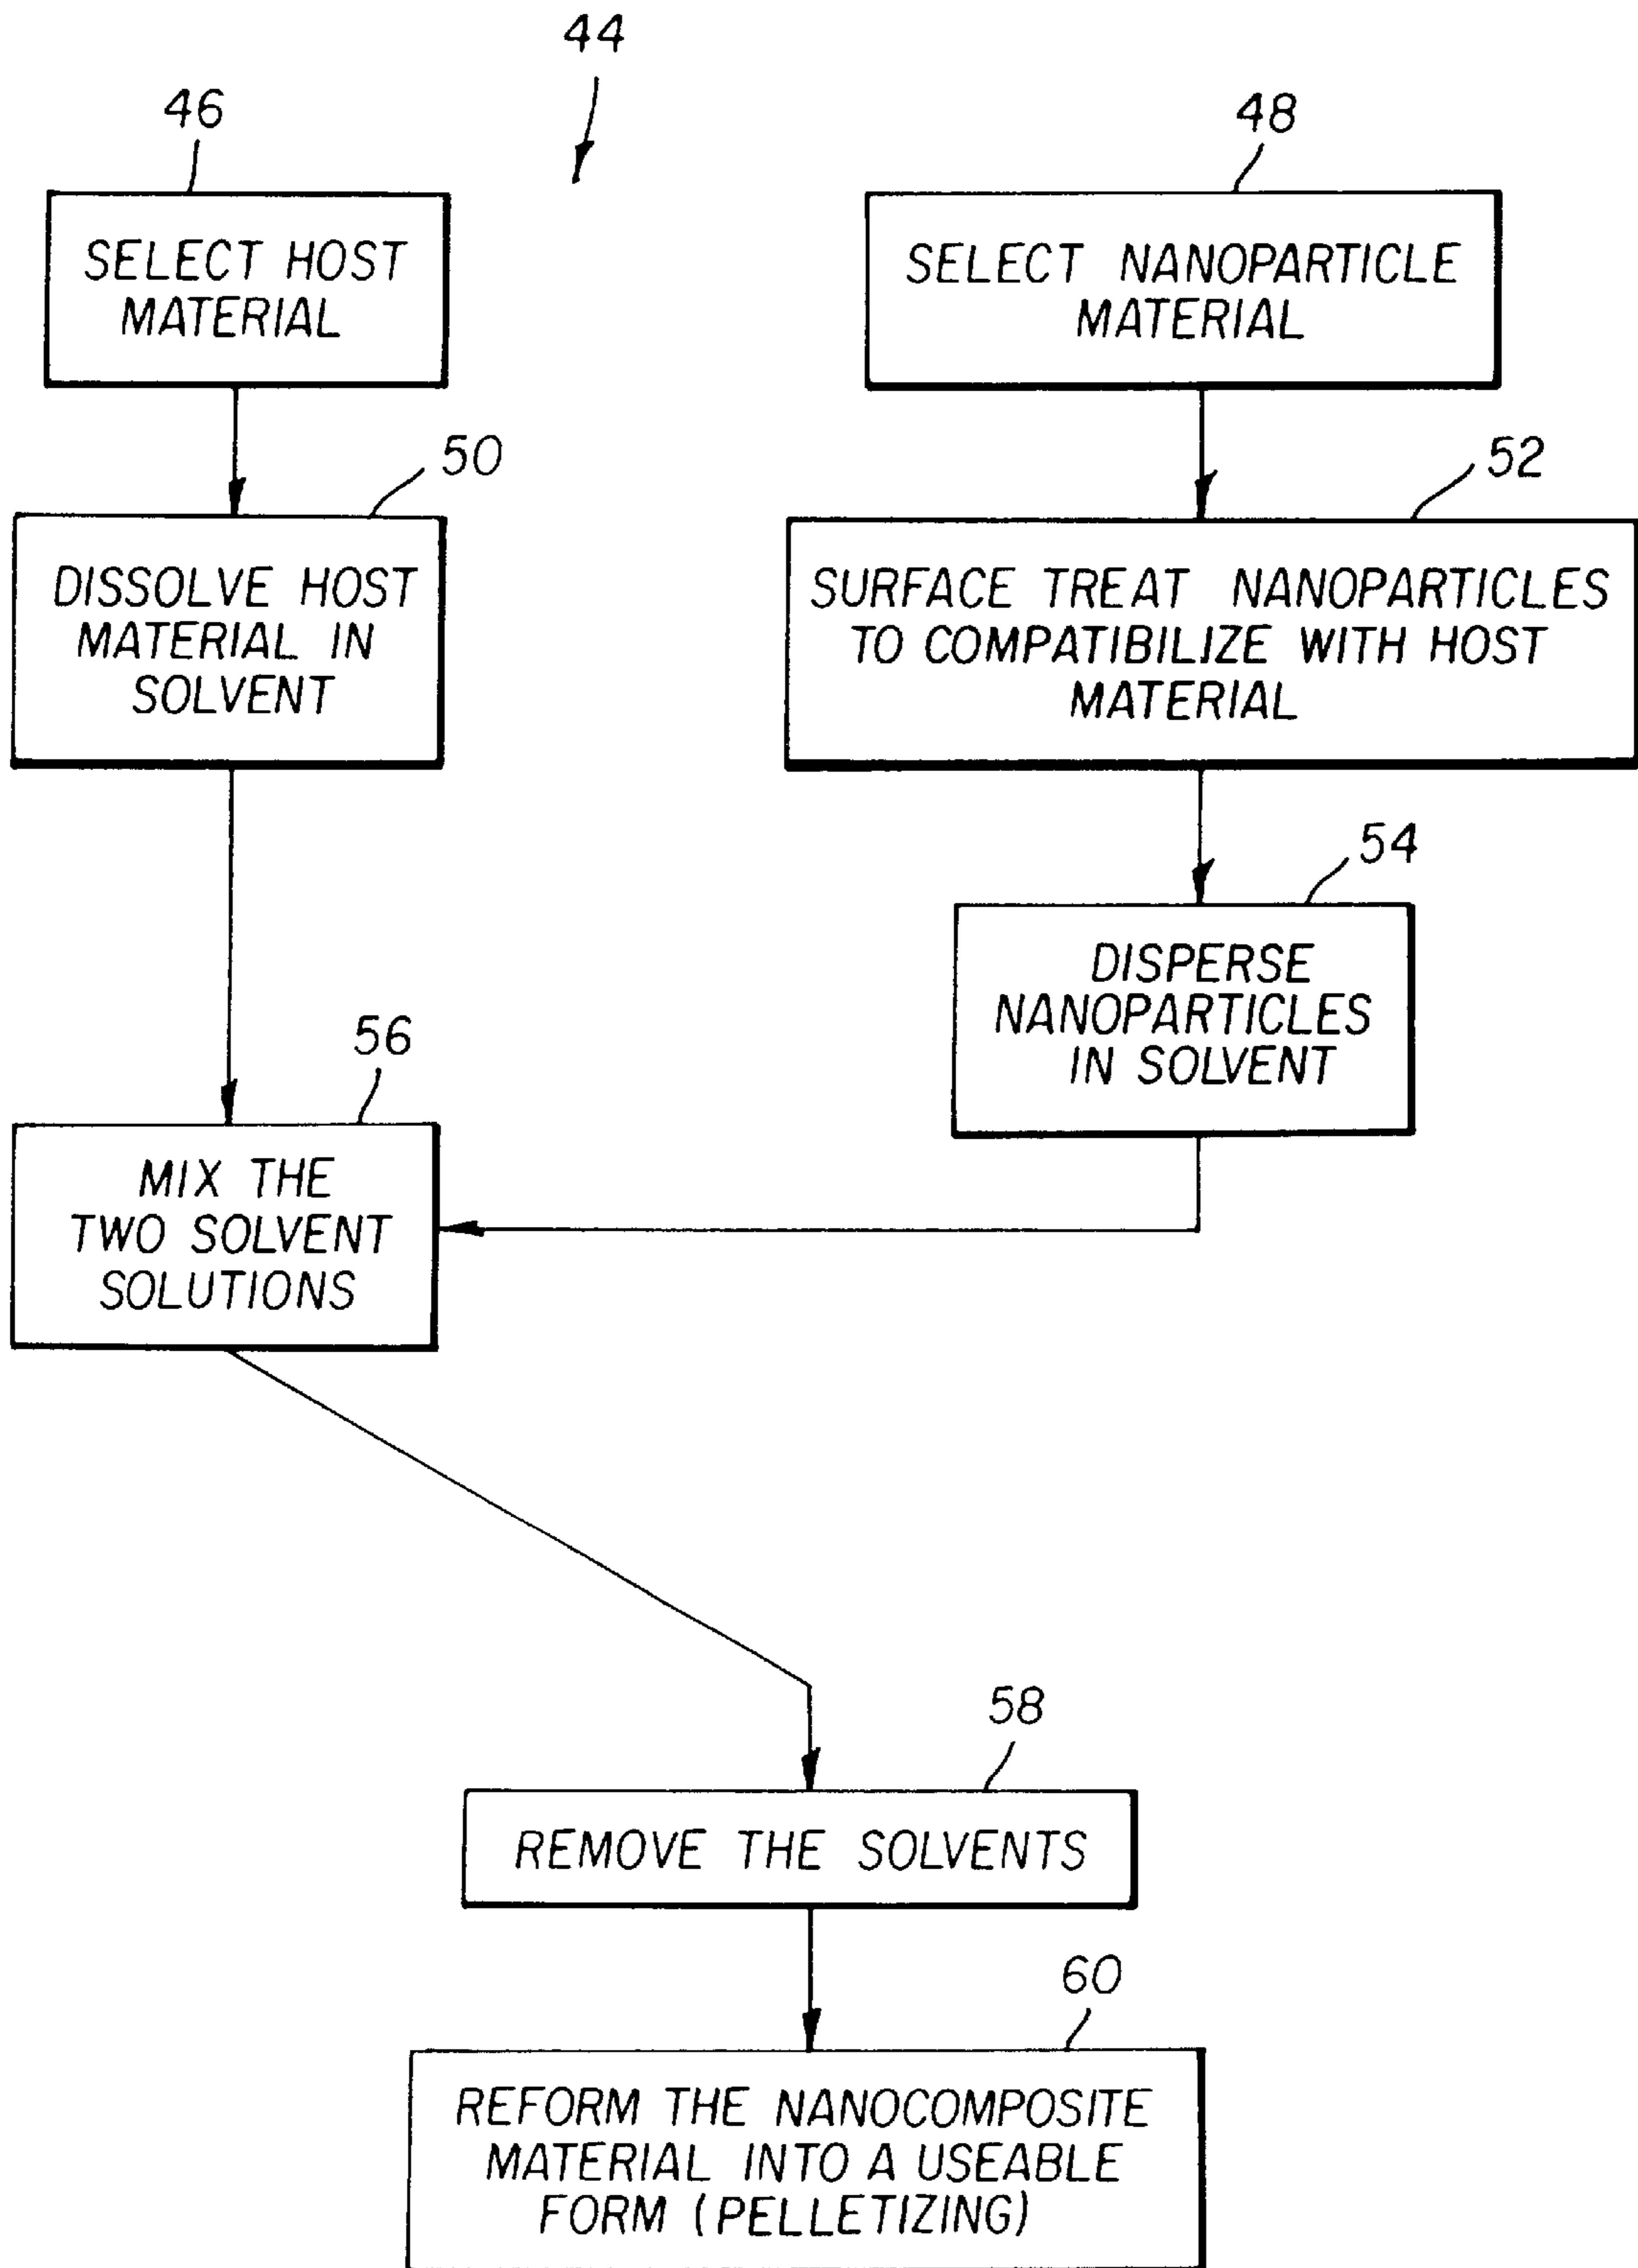 44
46
SELECT HOST
MATERIAL
48
SELECT NANOPARTICLE
MATERIAL
50
DISSOLVE HOST
MATERIAL IN
SOLVENT
52
SURFACE TREAT NANOPARTICLES
TO COMPATIBILIZE WITH HOST
MATERIAL
54
DISPERSE
NANOPARTICLES
IN SOLVENT
56
MIX THE
TWO SOLVENT
SOLUTIONS
58
REMOVE THE SOLVENTS
60
REFORM THE NANOCOMPOSITE
MATERIAL INTO A USEABLE
FORM (PELLETIZING)